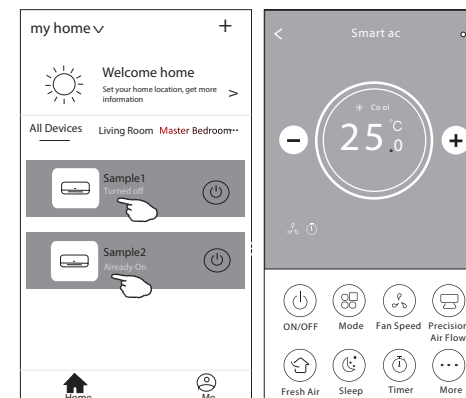 my home
Welcome home
Set your home location, get more
information
All Devices
Living Room
Master Bedroom
Sample1
Turned off
Sample2
Already On
Home
Me
Smart ac
Cool
25.0 °C
ON/OFF
Mode
Fan Speed
Precision
Air Flow
Fresh Air
Sleep
Timer
More